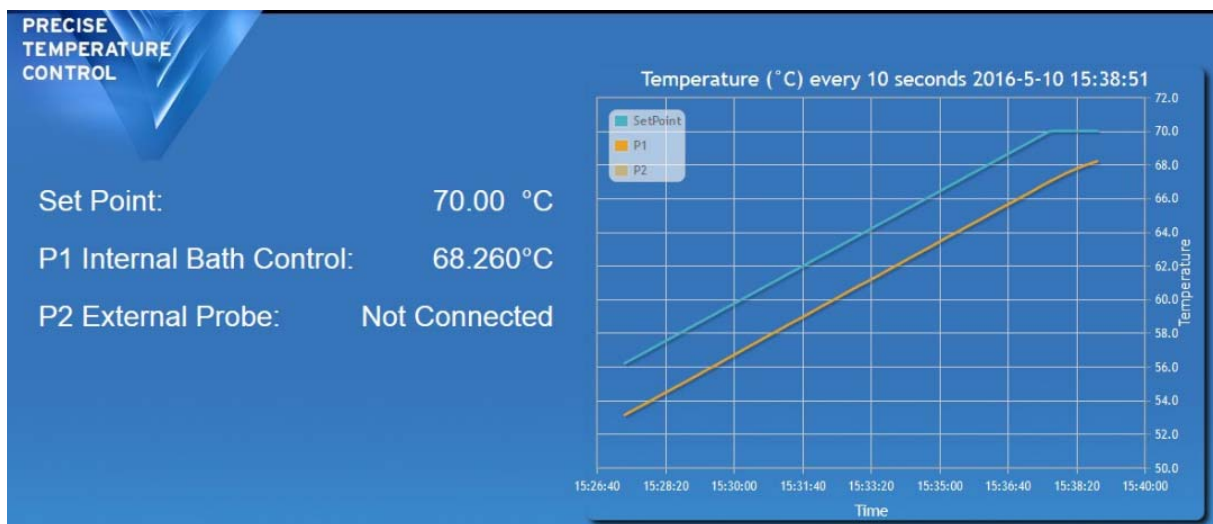 PRECISE
TEMPERATURE
CONTROL
Set Point: 70.00 °C
P1 Internal Bath Control: 68.260°C
P2 External Probe: Not Connected
Temperature (°C) every 10 seconds 2016-5-10 15:38:51
SetPoint
P1
P2
72.0
70.0
68.0
66.0
64.0
62.0
60.0
58.0
56.0
54.0
52.0
50.0
Temperature
15:26:40 15:28:20 15:30:00 15:31:40 15:33:20 15:35:00 15:36:40 15:38:20 15:40:00
Time